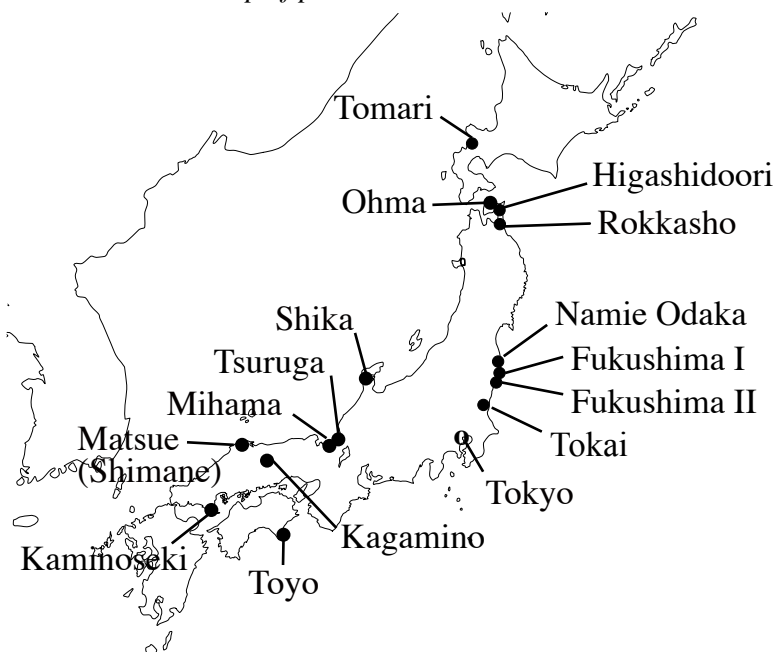 Tomari
Higashidoori
Ohma
Rokkasho
Namie Odaka
Shika
Fukushima I
Tsuruga
Fukushima II
Mihama
Matsue
(Shimane)
Tokai
Tokyo
Kagamino
Kaminoseki
Toyo